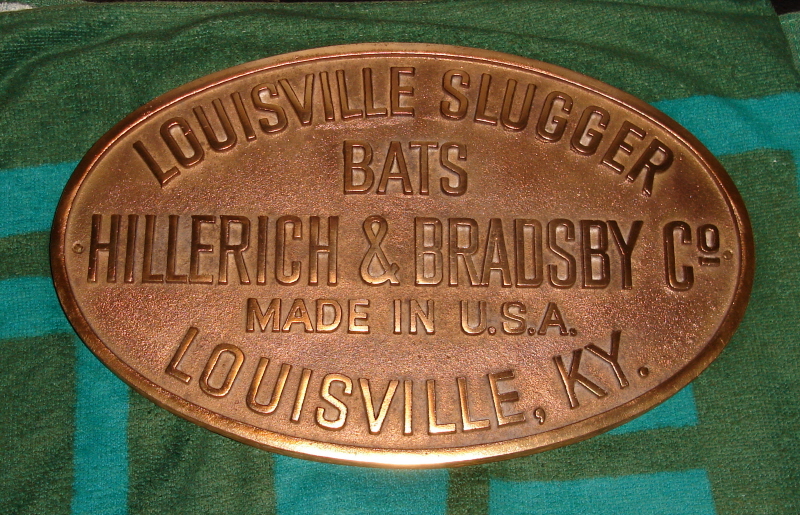 LOUISVILLE SLUGGER
BATS
HILLERICH & BRADSBY Cº
MADE IN U.S.A.
LOUISVILLE, KY.